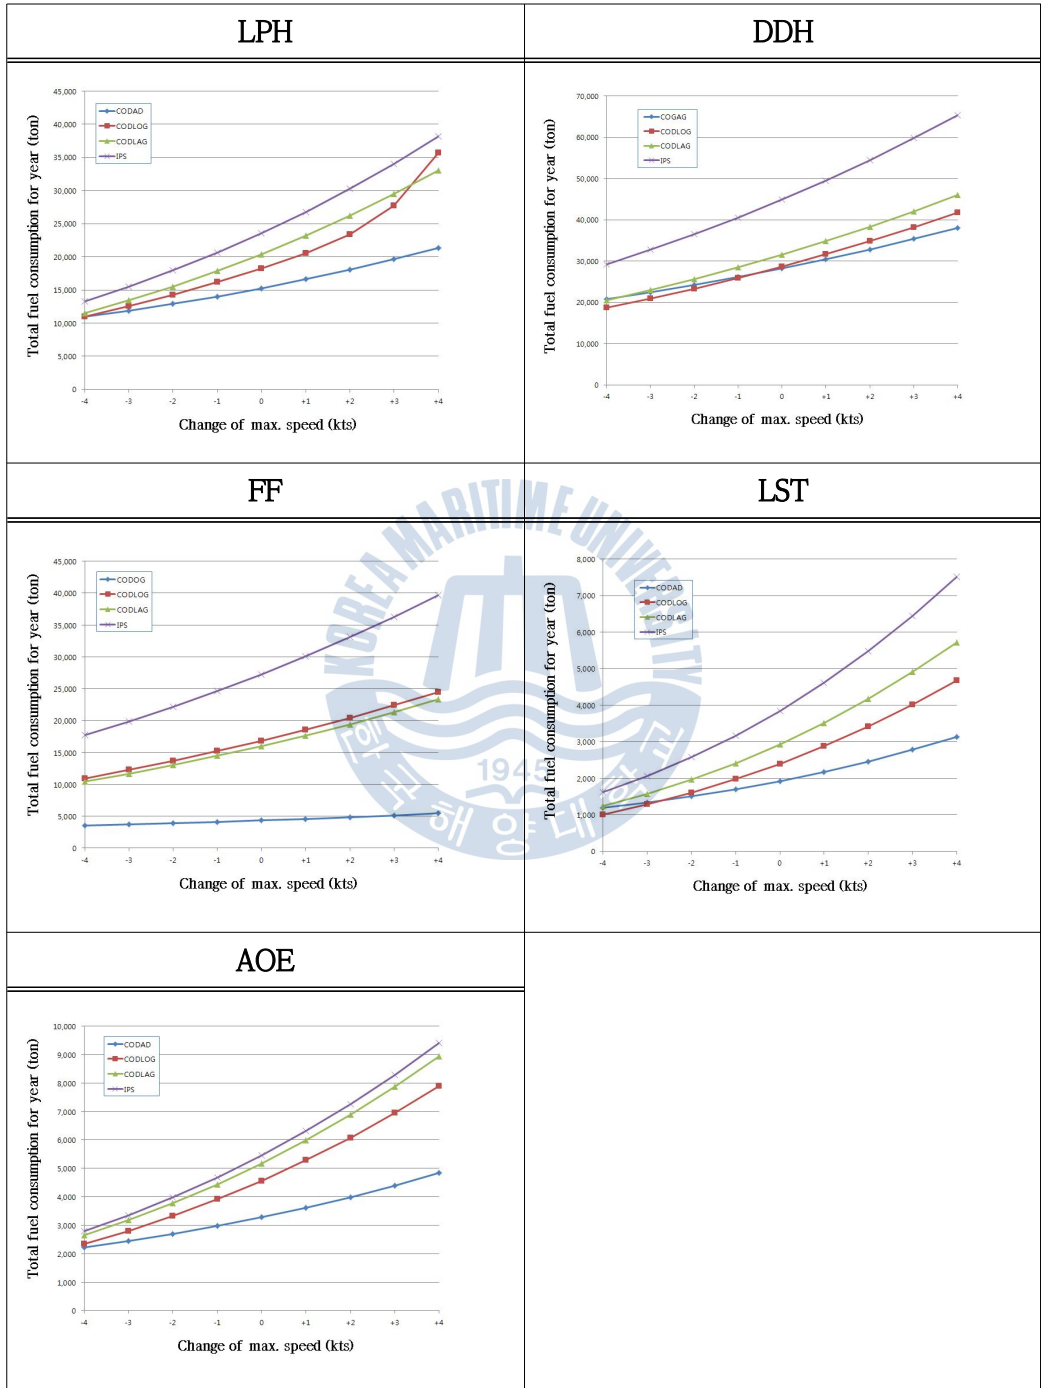 LPH
DDH
Total fuel consumption for year (ton)
45,000
40,000
35,000
30,000
25,000
20,000
15,000
10,000
5,000
0
CODAD
CODLOG
CODLAG
IPS
-4 -3 -2 -1 0 +1 +2 +3 +4
Change of max. speed (kts)
Total fuel consumption for year (ton)
70,000
60,000
50,000
40,000
30,000
20,000
10,000
0
COGAG
CODLOG
CODLAG
IPS
-4 -3 -2 -1 0 +1 +2 +3 +4
Change of max. speed (kts)
FF
LST
Total fuel consumption for year (ton)
45,000
40,000
35,000
30,000
25,000
20,000
15,000
10,000
5,000
0
CODOG
CODLOG
CODLAG
IPS
-4 -3 -2 -1 0 +1 +2 +3 +4
Change of max. speed (kts)
Total fuel consumption for year (ton)
8,000
7,000
6,000
5,000
4,000
3,000
2,000
1,000
0
CODAD
CODLOG
CODLAG
IPS
-4 -3 -2 -1 0 +1 +2 +3 +4
Change of max. speed (kts)
KOREA MARITIME UNIVERSITY
1945
한국해양대학교
AOE
Total fuel consumption for year (ton)
10,000
9,000
8,000
7,000
6,000
5,000
4,000
3,000
2,000
1,000
0
CODAD
CODLOG
CODLAG
IPS
-4 -3 -2 -1 0 +1 +2 +3 +4
Change of max. speed (kts)